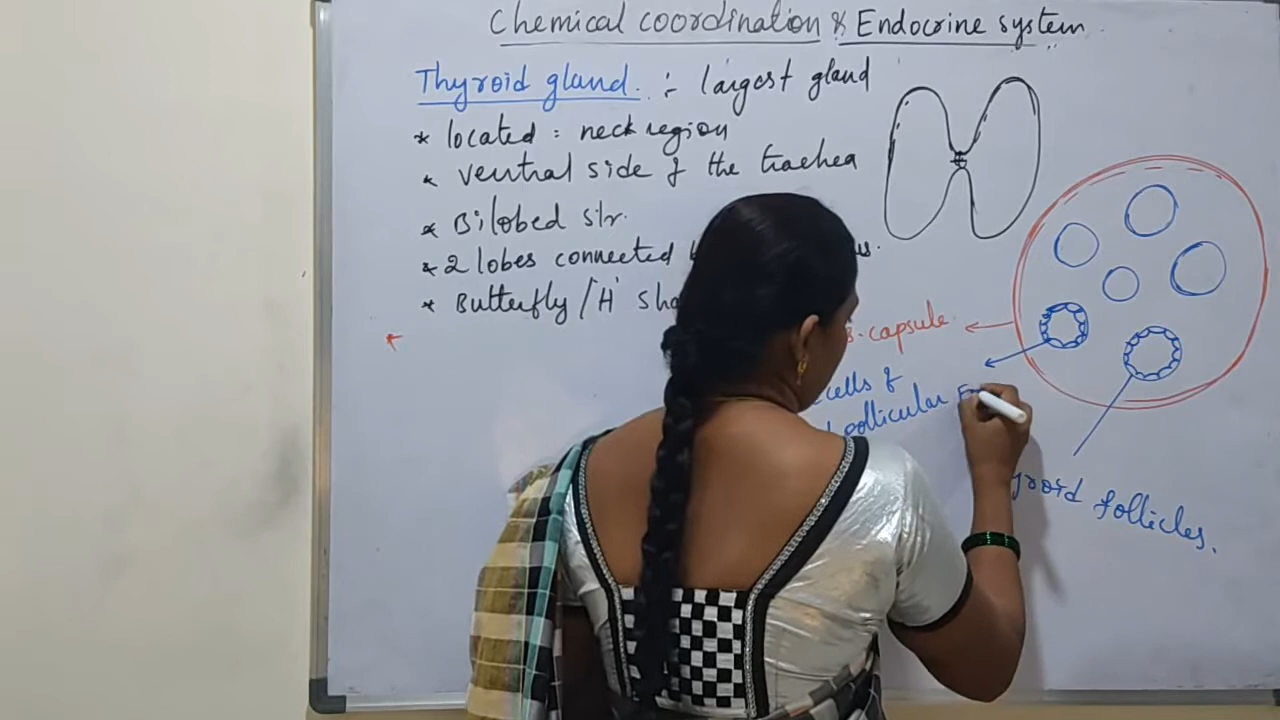 Chemical coordination & Endocrine system
Thyroid gland :- largest gland
* located : neck region
* ventral side of the trachea
* Bilobed Str.
* 2 lobes connected
* Butterfly / 'H' Sha
capsule
cells of
follicular
yroid follicles.